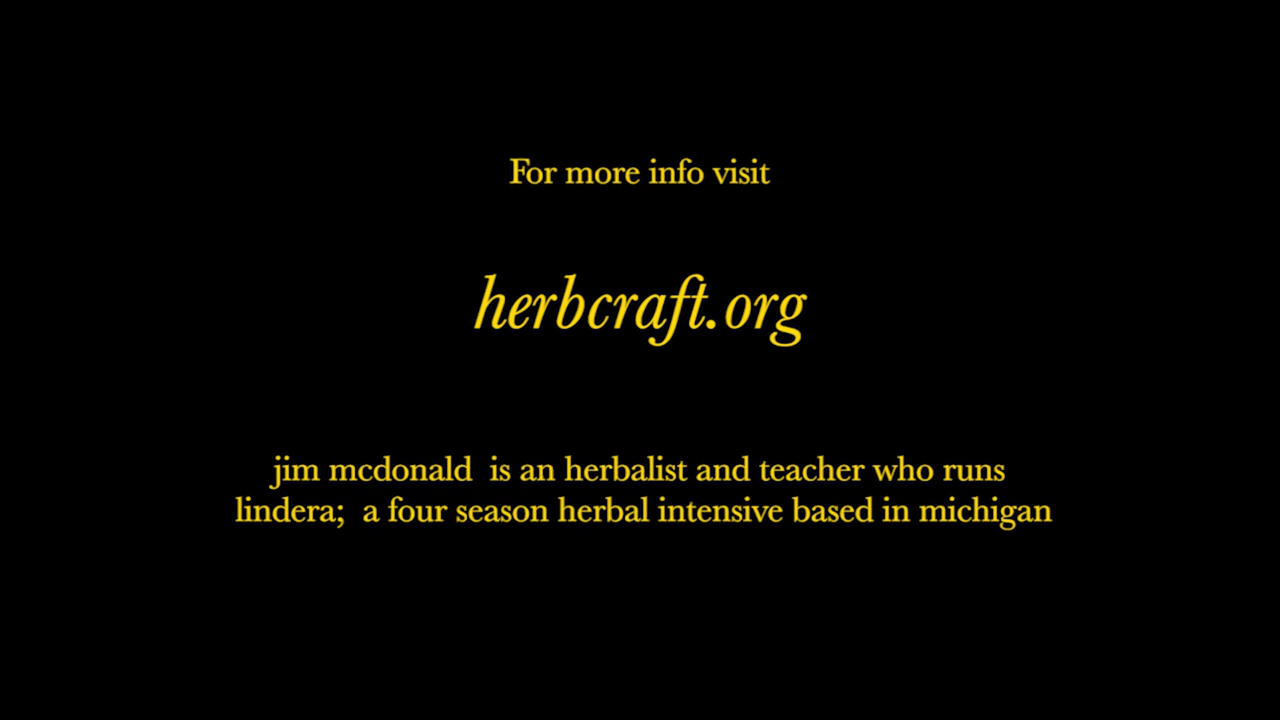 For more info visit
herbcraft.org
jim mcdonald  is an herbalist and teacher who runs
lindera;  a four season herbal intensive based in michigan